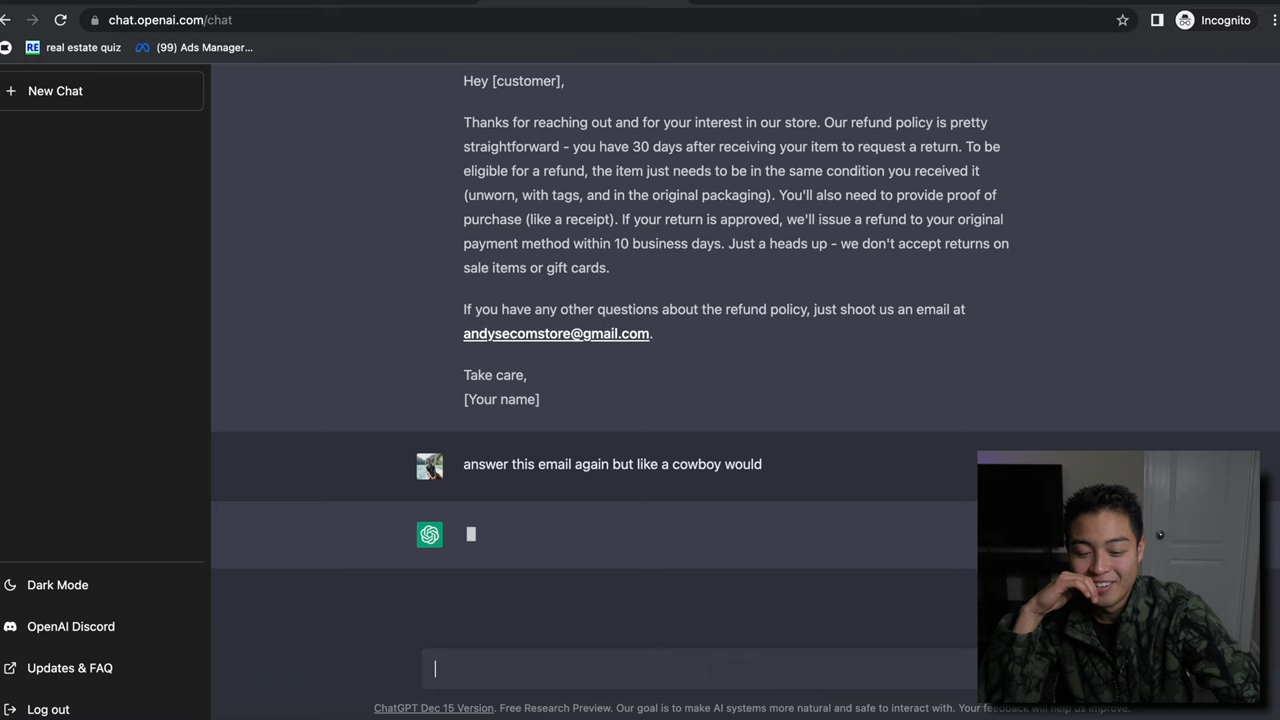 chat.openai.com/chat
Incognito
RE real estate quiz
(99) Ads Manager...
+ New Chat
Hey [customer],
Thanks for reaching out and for your interest in our store. Our refund policy is pretty
straightforward - you have 30 days after receiving your item to request a return. To be
eligible for a refund, the item just needs to be in the same condition you received it
(unworn, with tags, and in the original packaging). You'll also need to provide proof of
purchase (like a receipt). If your return is approved, we'll issue a refund to your original
payment method within 10 business days. Just a heads up - we don't accept returns on
sale items or gift cards.
If you have any other questions about the refund policy, just shoot us an email at
andysecomstore@gmail.com.
Take care,
[Your name]
answer this email again but like a cowboy would
Dark Mode
OpenAI Discord
Updates & FAQ
Log out
ChatGPT Dec 15 Version. Free Research Preview. Our goal is to make AI systems more natural and safe to interact with. Your feedback will help us improve.